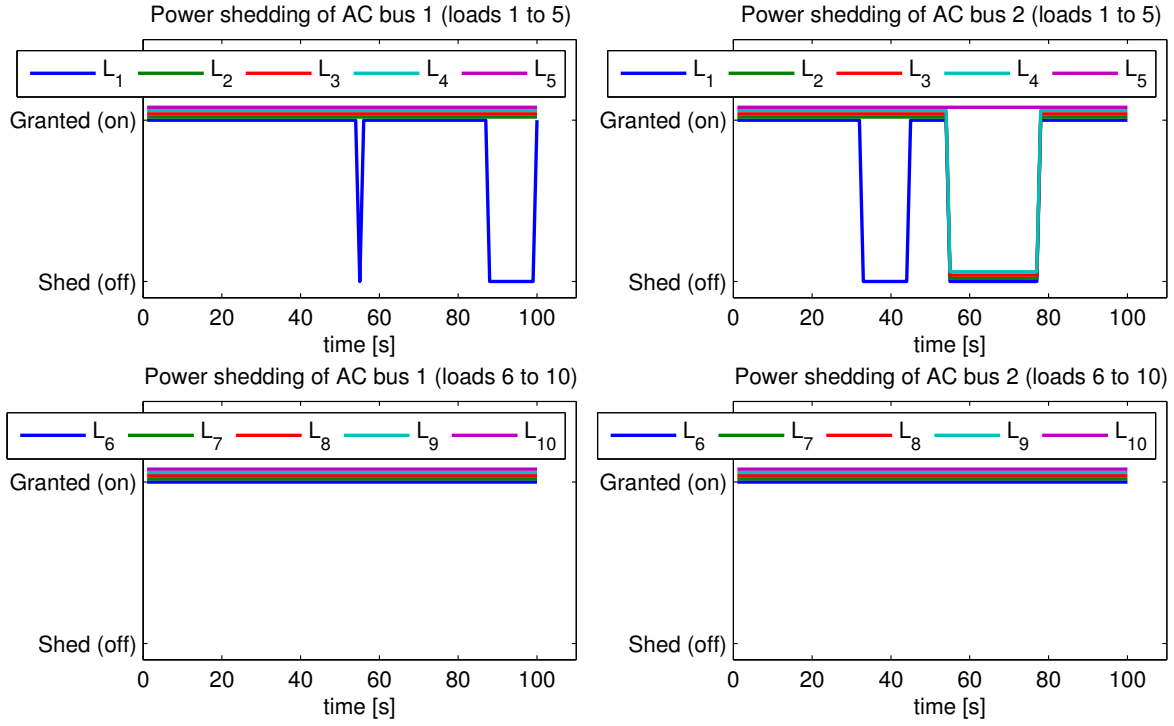 Power shedding of AC bus 1 (loads 1 to 5)
L1 L2 L3 L4 L5
Granted (on)
Shed (off)
0 20 40 60 80 100
time [s]
Power shedding of AC bus 2 (loads 1 to 5)
L1 L2 L3 L4 L5
Granted (on)
Shed (off)
0 20 40 60 80 100
time [s]
Power shedding of AC bus 1 (loads 6 to 10)
L6 L7 L8 L9 L10
Granted (on)
Shed (off)
0 20 40 60 80 100
time [s]
Power shedding of AC bus 2 (loads 6 to 10)
L6 L7 L8 L9 L10
Granted (on)
Shed (off)
0 20 40 60 80 100
time [s]